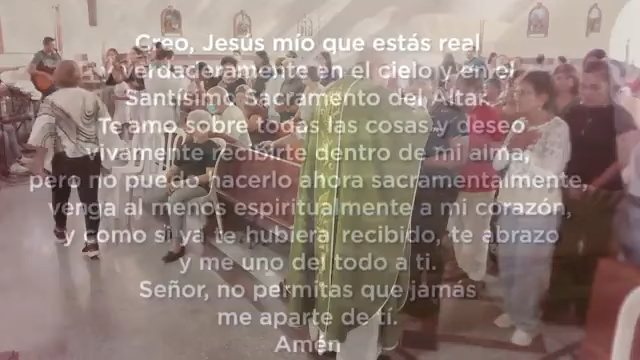 Creo, Jesús mío que estás real
y verdaderamente en el cielo y en el
Santísimo Sacramento del Altar.
Te amo sobre todas las cosas y deseo
vivamente recibirte dentro de mi alma,
pero no puedo hacerlo ahora sacramentalmente,
venga al menos espiritualmente a mi corazón,
y como si ya te hubiera recibido, te abrazo
y me uno del todo a ti.
Señor, no permitas que jamás
me aparte de tí.
Amén